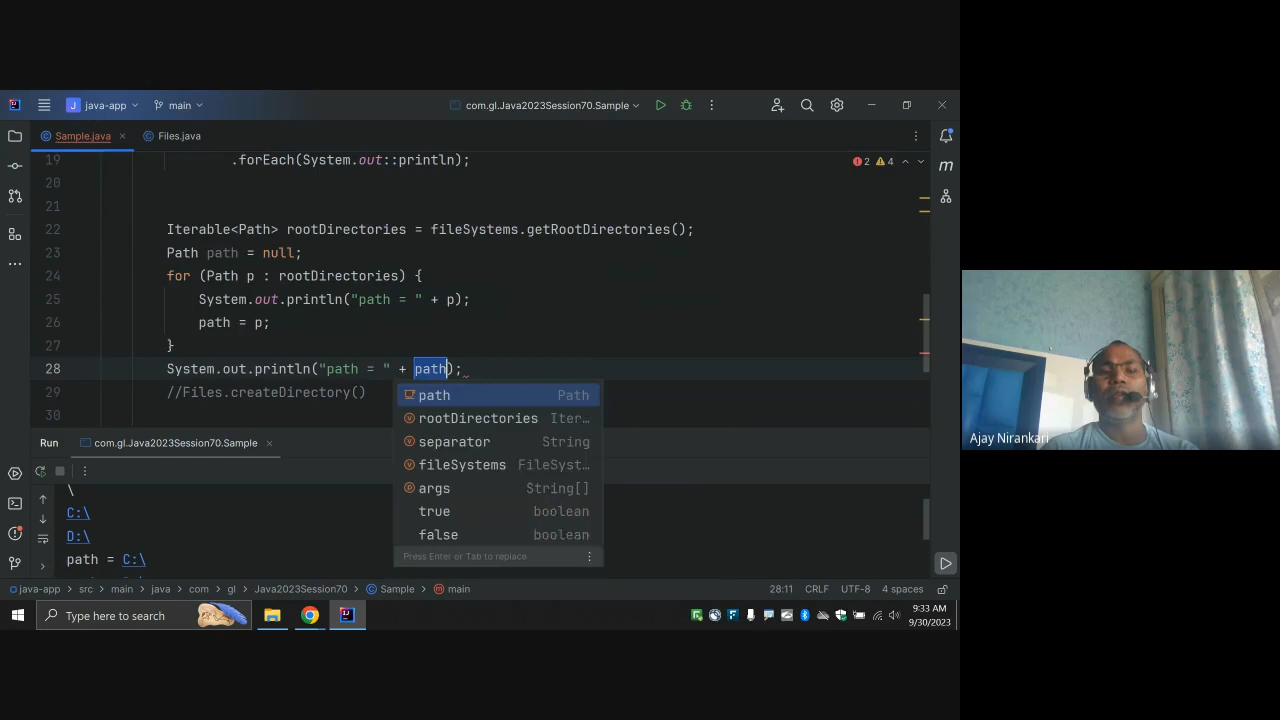 java-app
main
com.gl.Java2023Session70.Sample
Sample.java
Files.java
19 .forEach(System.out::println);
2 4
20
21
22 Iterable<Path> rootDirectories = fileSystems.getRootDirectories();
23 Path path = null;
24 for (Path p : rootDirectories) {
25 System.out.println("path = " + p);
26 path = p;
27 }
28 System.out.println("path = " + path);
29 //Files.createDirectory()
30
path Path
rootDirectories Iter...
separator String
fileSystems FileSyst...
args String[]
true boolean
false boolean
Press Enter or Tab to replace
Run com.gl.Java2023Session70.Sample
\
C:\
D:\
path = C:\
java-app > src > main > java > com > gl > Java2023Session70 > Sample > main
28:11 CRLF UTF-8 4 spaces
Type here to search
9:33 AM
9/30/2023
Ajay Nirankari